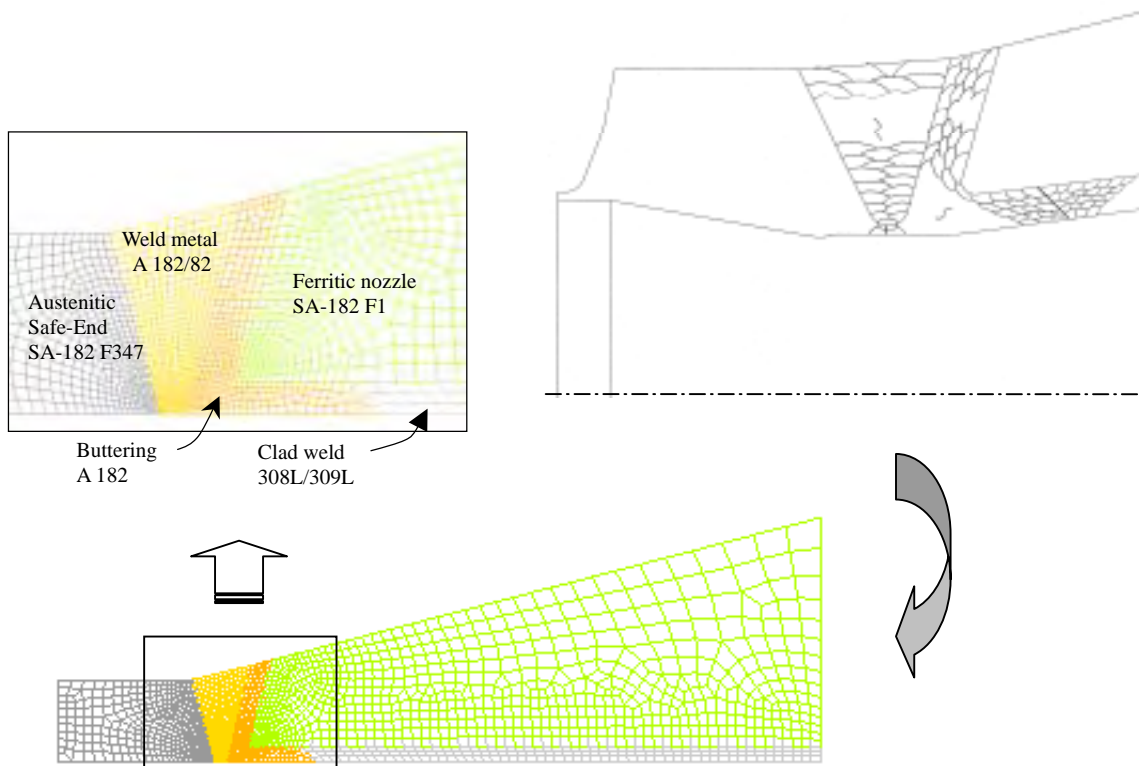 Weld metal
A 182/82
Ferritic nozzle
SA-182 F1
Austenitic
Safe-End
SA-182 F347
Buttering
A 182
Clad weld
308L/309L